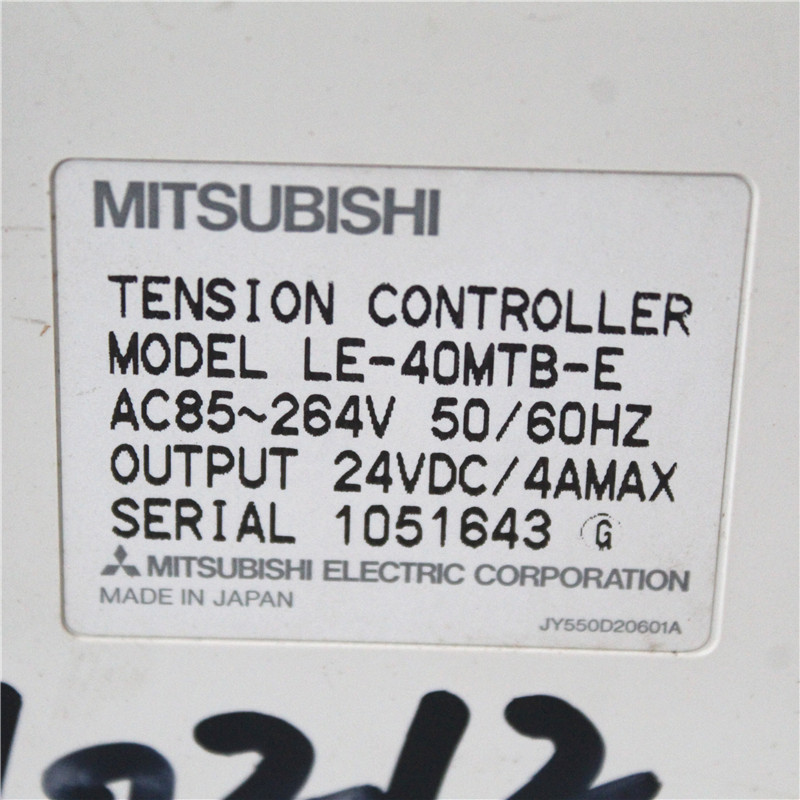 MITSUBISHI
TENSION CONTROLLER
MODEL LE-40MTB-E
AC85~264V 50/60HZ
OUTPUT 24VDC/4AMAX
SERIAL 1051643 G
MITSUBISHI ELECTRIC CORPORATION
MADE IN JAPAN
JY550D20601A